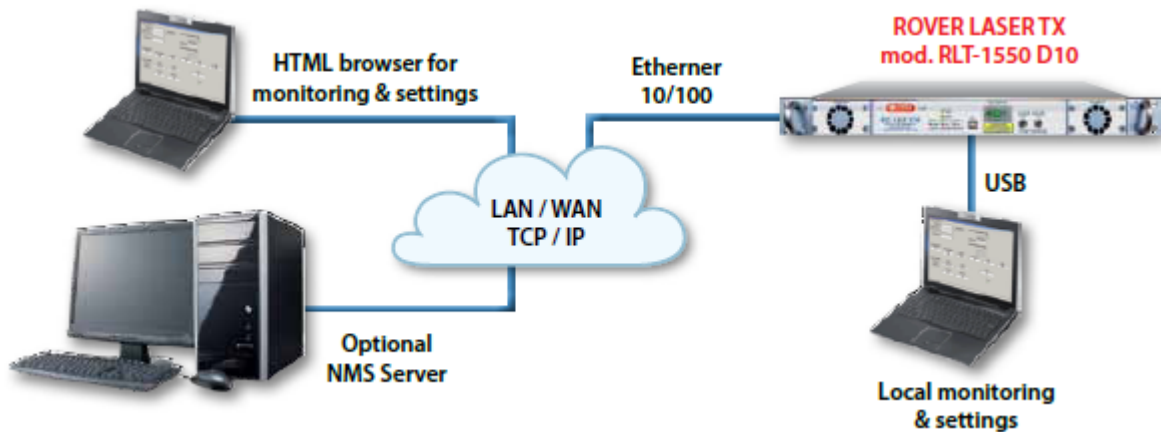 ROVER LASER TX
mod. RLT-1550 D10
HTML browser for
monitoring & settings
Etherner
10/100
LAN / WAN
TCP / IP
USB
Optional
NMS Server
Local monitoring
& settings